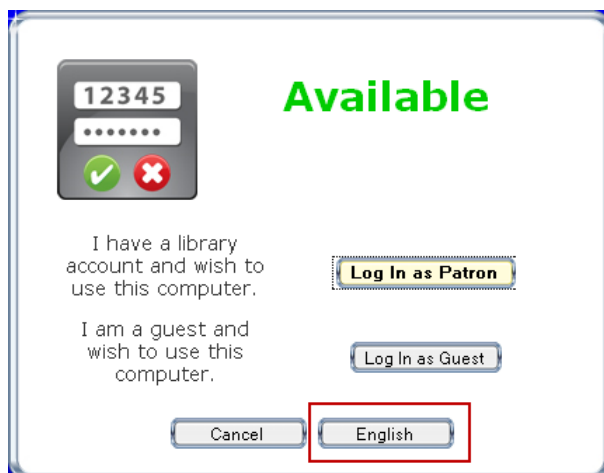 12345
Available
I have a library
account and wish to
use this computer.
Log In as Patron
I am a guest and
wish to use this
computer.
Log In as Guest
Cancel
English